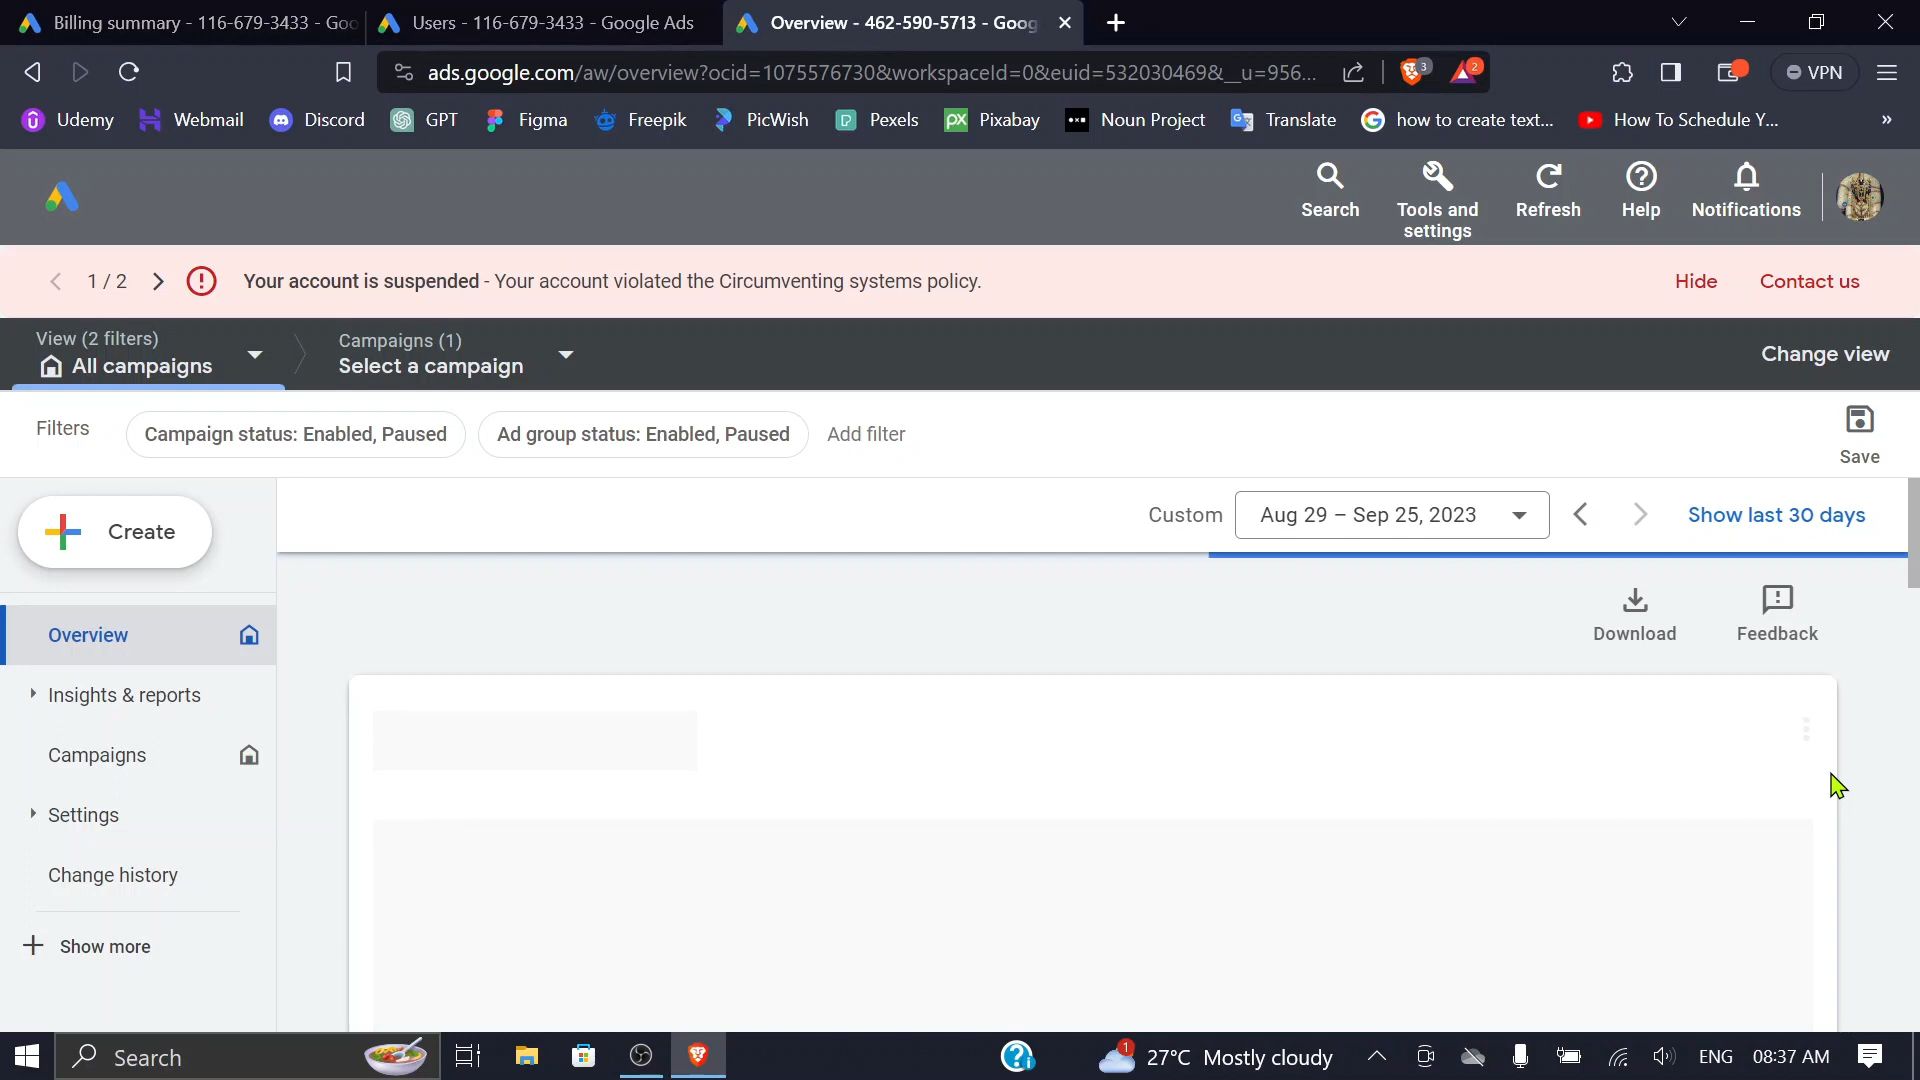 Billing summary - 116-679-3433 - Goo
Users - 116-679-3433 - Google Ads
Overview - 462-590-5713 - Goog
ads.google.com/aw/overview?ocid=1075576730&workspaceId=0&euid=532030469&__u=956...
3
2
VPN
Udemy
Webmail
Discord
GPT
Figma
Freepik
PicWish
Pexels
Pixabay
Noun Project
Translate
how to create text...
How To Schedule Y...
»
Search
Tools and
settings
Refresh
Help
Notifications
1 / 2
Your account is suspended - Your account violated the Circumventing systems policy.
Hide
Contact us
View (2 filters)
All campaigns
Campaigns (1)
Select a campaign
Change view
Filters
Campaign status: Enabled, Paused
Ad group status: Enabled, Paused
Add filter
Save
Create
Custom
Aug 29 – Sep 25, 2023
Show last 30 days
Download
Feedback
Overview
Insights & reports
Campaigns
Settings
Change history
Show more
Search
1
27°C Mostly cloudy
ENG
08:37 AM